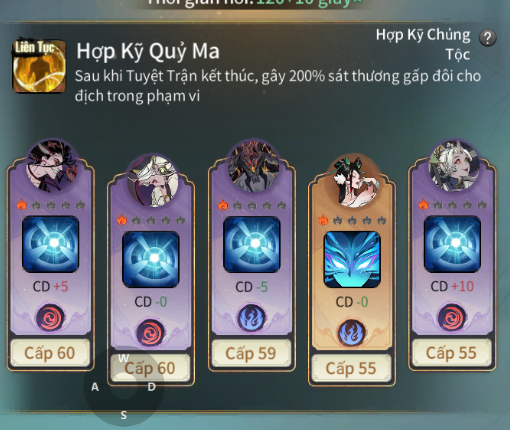 Thời gian hồi: 120+10 giây
Liên Tục
Hợp Kỹ Quỷ Ma
Hợp Kỹ Chủng
Tộc
?
Sau khi Tuyệt Trận kết thúc, gây 200% sát thương gấp đôi cho
địch trong phạm vi
CD +5
CD -0
CD -5
CD -0
CD +10
Cấp 60
Cấp 60
Cấp 59
Cấp 55
Cấp 55
W
A
D
S